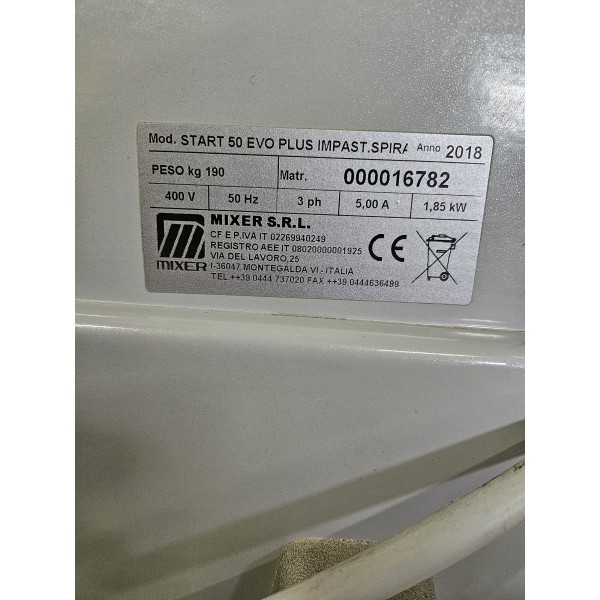 Mod. START 50 EVO PLUS IMPAST.SPIRA Anno 2018
PESO kg 190 Matr. 000016782
400 V 50 Hz 3 ph 5,00 A 1,85 kW
MIXER S.R.L.
CF E P.IVA IT 02269940249
REGISTRO AEE IT 08020000001925
VIA DEL LAVORO,25
I-36047 MONTEGALDA VI - ITALIA
TEL ++39 0444 737020 FAX ++39 0444636499
MIXER
CE